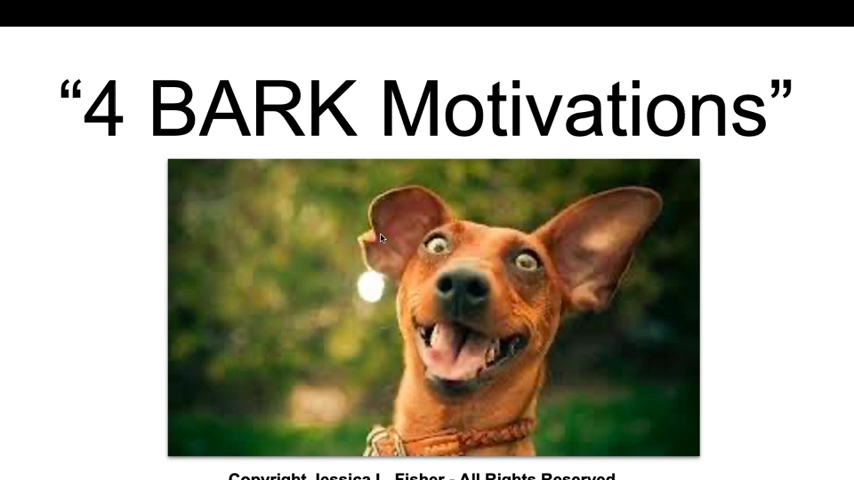 “4 BARK Motivations”
Copyright Jessica L. Fisher - All Rights Reserved